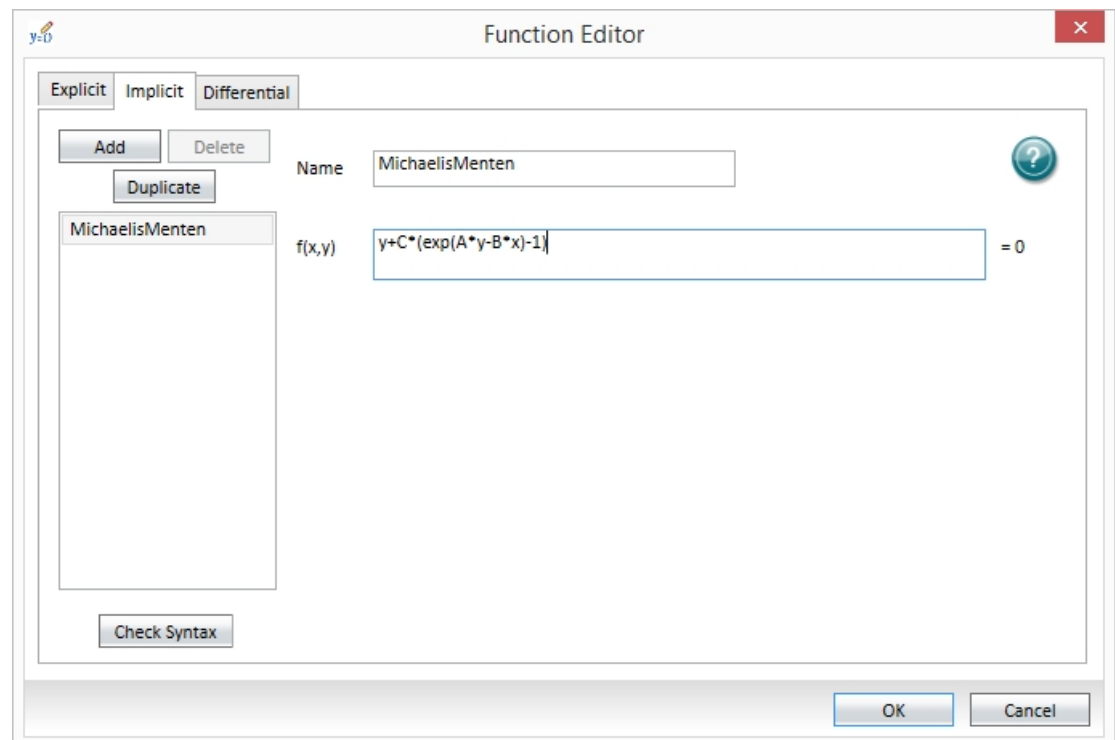 Function Editor
Explicit Implicit Differential
Add Delete
Duplicate
Name MichaelisMenten
MichaelisMenten
f(x,y) y+C*(exp(A*y-B*x)-1) = 0
Check Syntax
OK Cancel